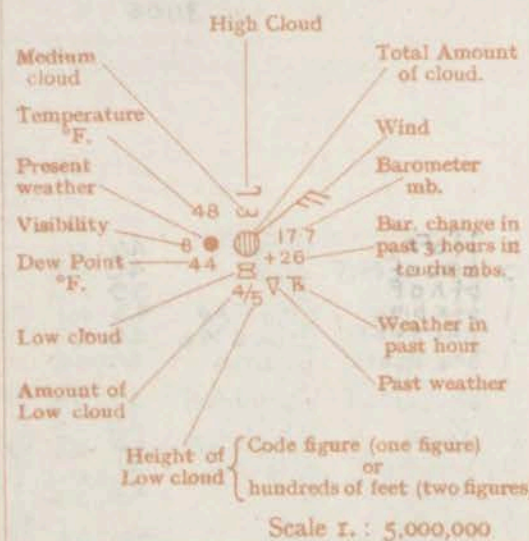 High Cloud
Medium cloud
Total Amount of cloud.
Temperature °F.
Wind
Present weather
Barometer mb.
Visibility
Dew Point °F.
Bar. change in past 3 hours in tenths mbs.
48
8
44
17.7
+26
4/5
Low cloud
Weather in past hour
Amount of Low cloud
Past weather
Height of Low cloud { Code figure (one figure)
or
hundreds of feet (two figures
Scale 1. : 5,000,000